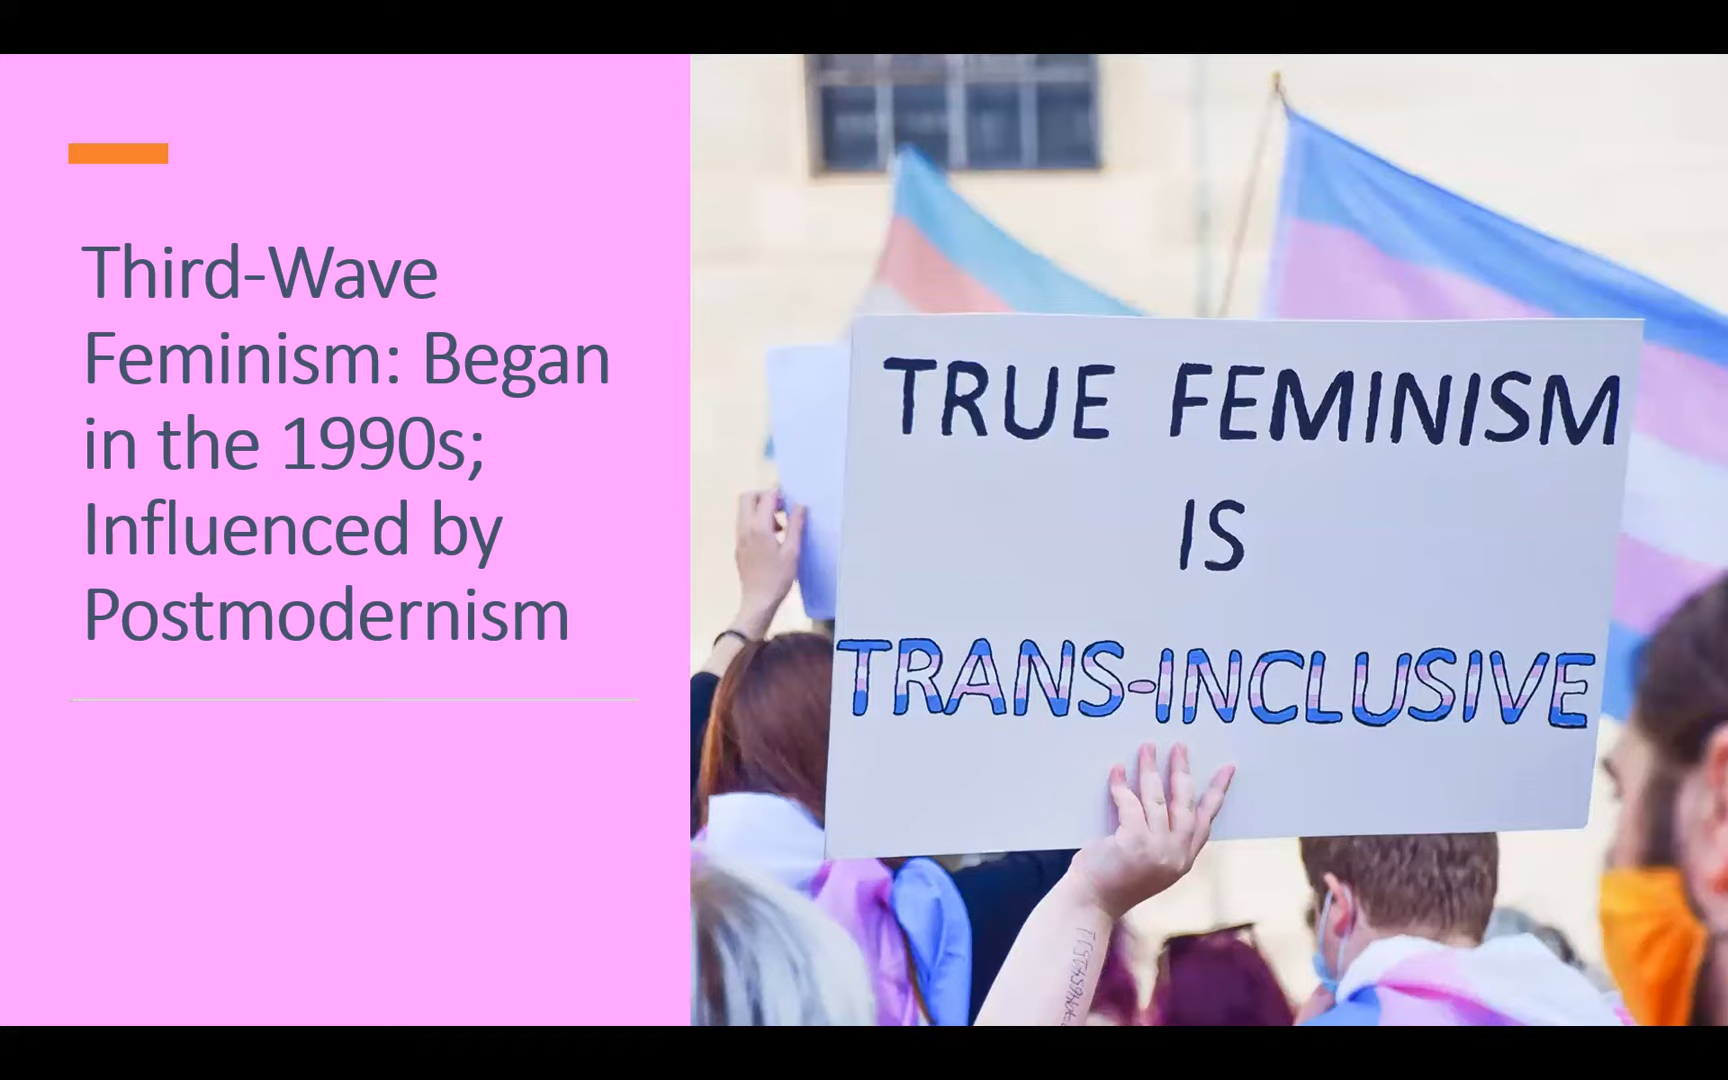 Third-Wave
Feminism: Began
in the 1990s;
Influenced by
Postmodernism
TRUE FEMINISM
IS
TRANS-INCLUSIVE